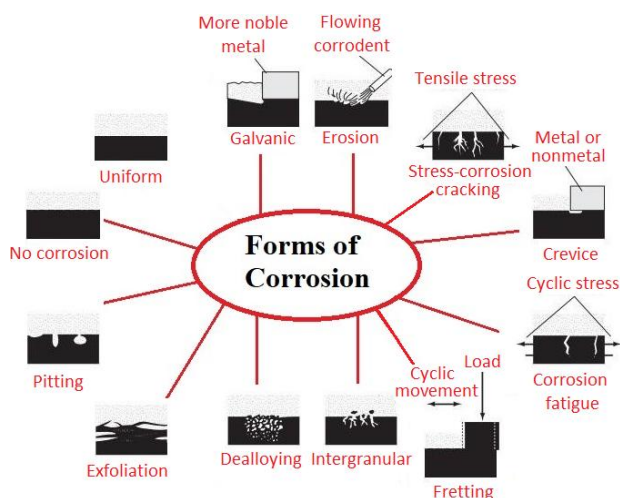 More noble
metal
Flowing
corrodent
Tensile stress
Galvanic
Erosion
Metal or
nonmetal
Uniform
Stress-corrosion
cracking
No corrosion
Forms of
Corrosion
Crevice
Cyclic stress
Pitting
Cyclic
movement
Load
Corrosion
fatigue
Exfoliation
Dealloying
Intergranular
Fretting